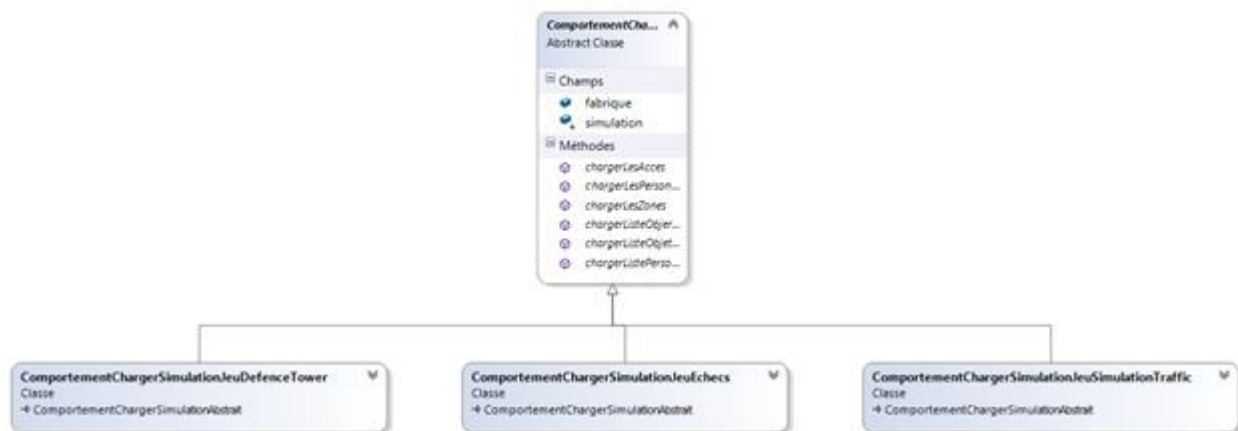 ComportementCha...
Abstract Classe
Champs
fabrique
simulation
Méthodes
chargerLesAcces
chargerLesPerson...
chargerLesZones
chargerListeObjer...
chargerListeObjet...
chargerListePerso...
ComportementChargerSimulationJeuDefenceTower
Classe
ComportementChargerSimulationAbstrait
ComportementChargerSimulationJeuEchecs
Classe
ComportementChargerSimulationAbstrait
ComportementChargerSimulationJeuSimulationTraffic
Classe
ComportementChargerSimulationAbstrait